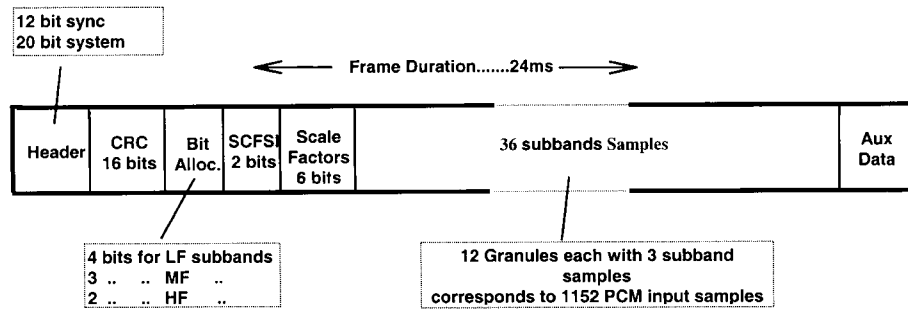 12 bit sync
20 bit system
Frame Duration.......24ms
Header
CRC
16 bits
Bit
Alloc.
SCFSI
2 bits
Scale
Factors
6 bits
36 subbands Samples
Aux
Data
4 bits for LF subbands
3 .. .. MF ..
2 .. .. HF ..
12 Granules each with 3 subband
samples
corresponds to 1152 PCM input samples